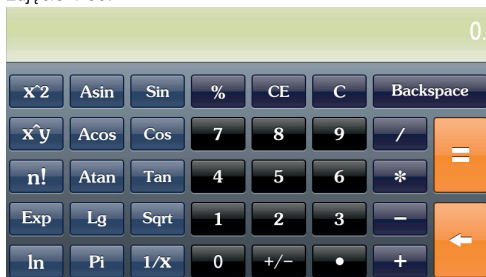 0.
x^2 Asin Sin % CE C Backspace
x^y Acos Cos 7 8 9 / =
n! Atan Tan 4 5 6 *
Exp Lg Sqrt 1 2 3 −
ln Pi 1/x 0 +/− • +